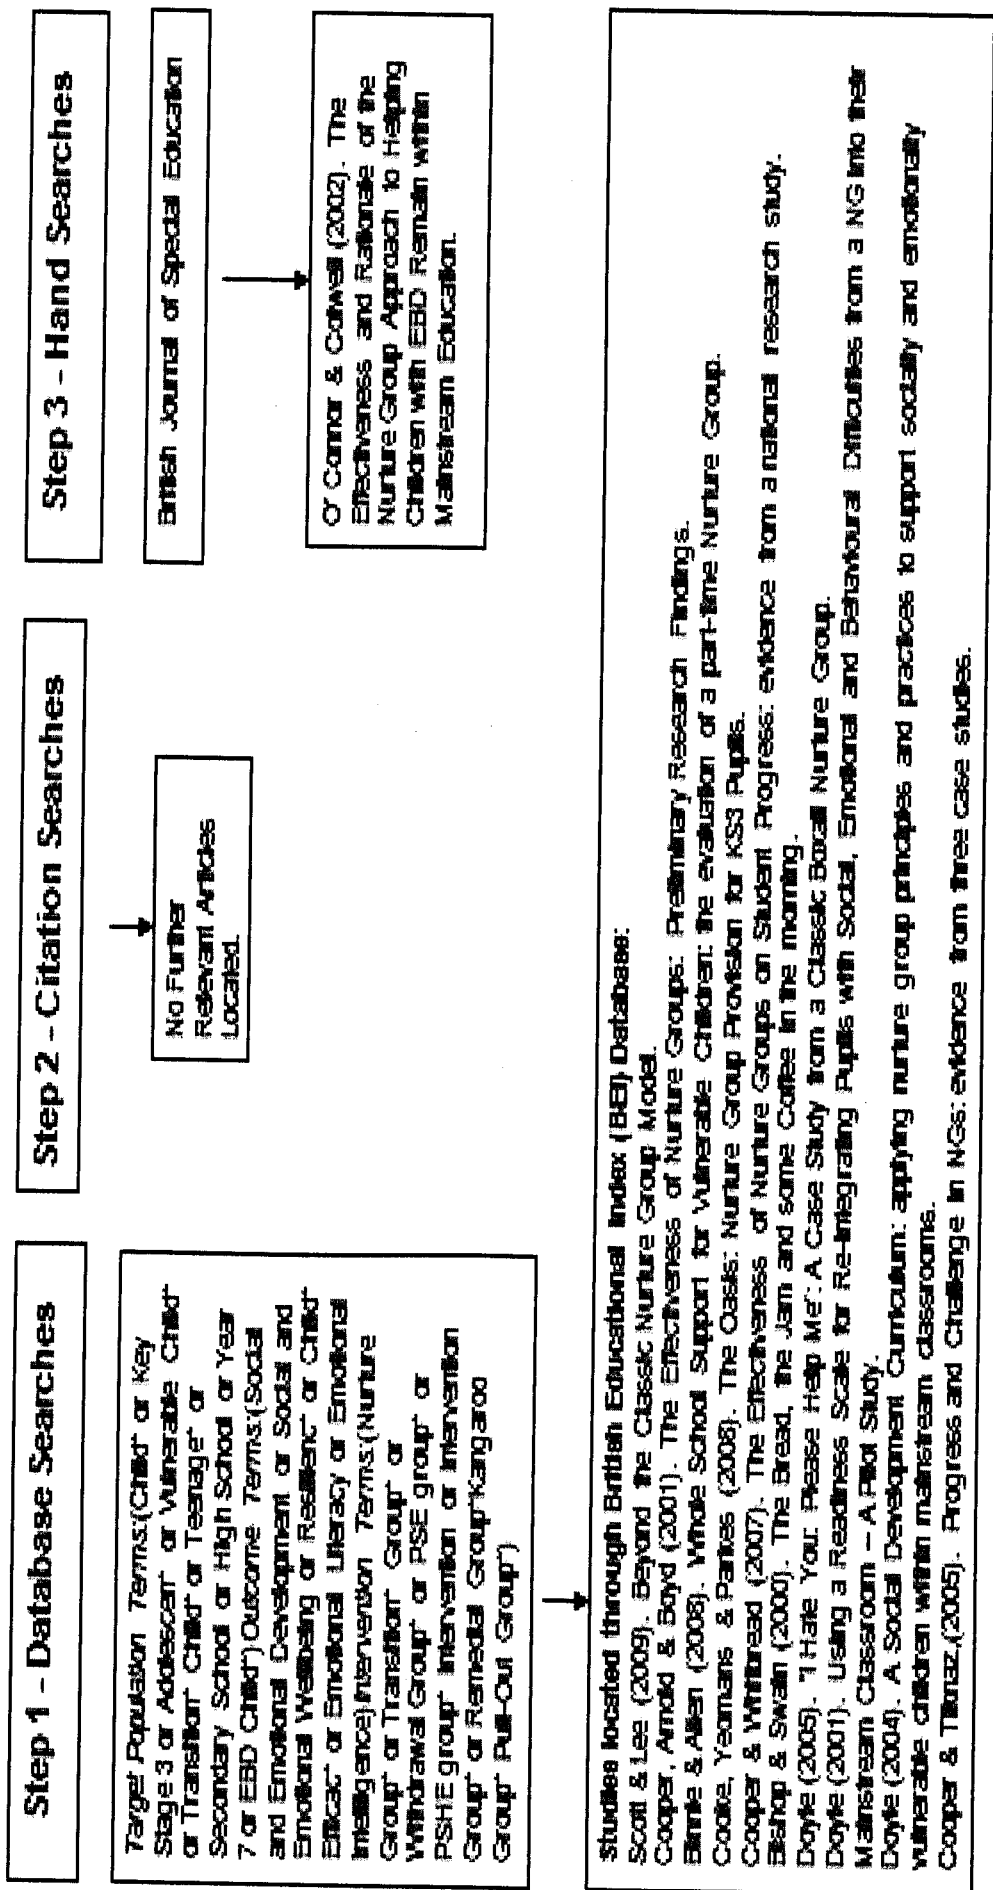 Step 1 - Database Searches
Target Population Terms:(Child* or Key
Stage 3 or Adolescen* or Vulnerable Child*
or Transition* Child* or Teenage* or
Secondary School or High School or Year
7 or EBD Child*) Outcome Terms:(Social
and Emotional Development or Social and
Emotional Wellbeing or Resilienc* or Child*
Efficac* or Emotional Literacy or Emotional
Intelligence)Intervention Terms:(Nurture
Group* or Transition* Group* or
Withdrawal Group* or PSE group* or
PSHE group* Intervention or Intervention
Group* or Remedial Group*Kangaroo
Group* Pull-Out Group*)
Step 2 - Citation Searches
No Further
Relevant Articles
Located.
Step 3 - Hand Searches
British Journal of Special Education
O' Connor & Colwell (2002). The
Effectiveness and Rationale of the
Nurture Group Approach to Helping
Children with EBD Remain within
Mainstream Education.
Studies located through British Educational Index (BEI) Database:
Scott & Lee (2009). Beyond the Classic Nurture Group Model.
Cooper, Arnold & Boyd (2001). The Effectiveness of Nurture Groups: Preliminary Research Findings.
Binnie & Allen (2008). Whole School Support for Vulnerable Children: the evaluation of a part-time Nurture Group.
Cooke, Yeomans & Parkes (2008). The Oasis: Nurture Group Provision for KS3 Pupils.
Cooper & Whitbread (2007). The Effectiveness of Nurture Groups on Student Progress: evidence from a national research study.
Bishop & Swain (2000). The Bread, the Jam and some Coffee in the morning.
Doyle (2005). "I Hate You: Please Help Me": A Case Study from a Classic Boxall Nurture Group.
Doyle (2001). Using a Readiness Scale for Re-Integrating Pupils with Social, Emotional and Behavioural Difficulties from a NG into their
Mainstream Classroom – A Pilot Study.
Doyle (2004). A Social Development Curriculum: applying nurture group principles and practices to support socially and emotionally
vulnerable children within mainstream classrooms.
Cooper & Tiknaz,(2005). Progress and Challenge in NGs: evidence from three case studies.